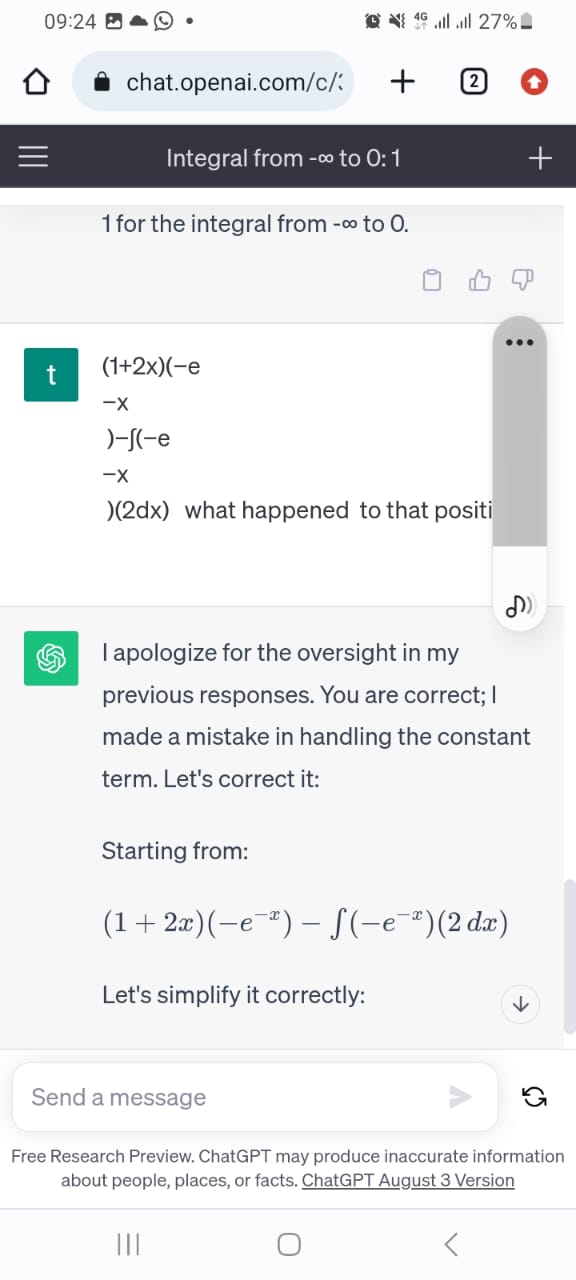 09:24 4G 27%
chat.openai.com/c/ 2
Integral from -∞ to 0: 1
1 for the integral from -∞ to 0.
t (1+2x)(−e
−x
)−∫(−e
−x
)(2dx) what happened to that positi
I apologize for the oversight in my
previous responses. You are correct; I
made a mistake in handling the constant
term. Let's correct it:
Starting from:
(1 + 2x)(−e⁻ˣ) − ∫(−e⁻ˣ)(2 dx)
Let's simplify it correctly:
Send a message
Free Research Preview. ChatGPT may produce inaccurate information
about people, places, or facts. ChatGPT August 3 Version